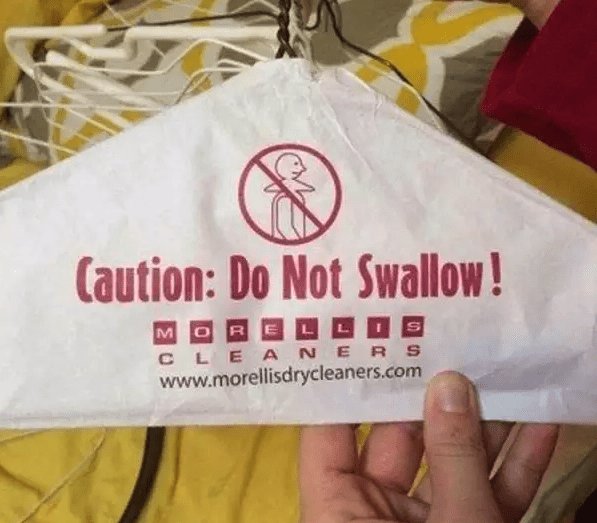 Caution: Do Not Swallow!
MORELLIS
CLEANERS
www.morellisdrycleaners.com